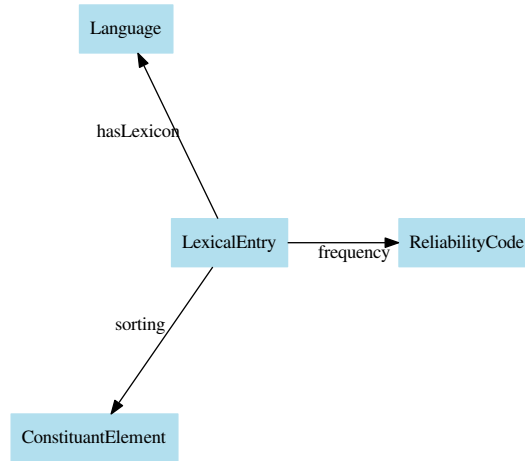 Language
hasLexicon
LexicalEntry
frequency
ReliabilityCode
sorting
ConstituantElement